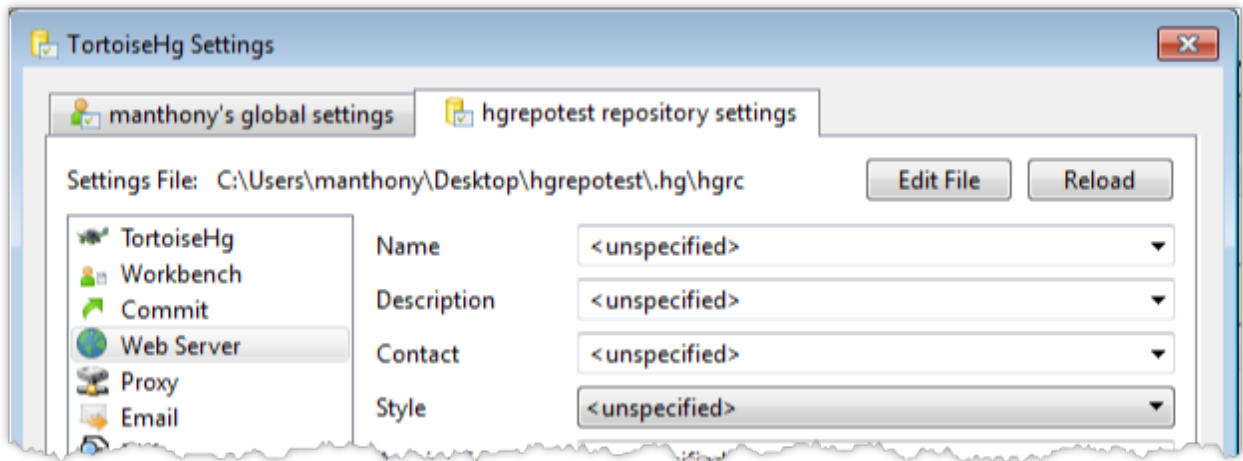 TortoiseHg Settings
manthony's global settings hgrepotest repository settings
Settings File: C:\Users\manthony\Desktop\hgrepotest\.hg\hgrc Edit File Reload
TortoiseHg
Name <unspecified>
Workbench
Description <unspecified>
Commit
Web Server
Contact <unspecified>
Proxy
Style <unspecified>
Email